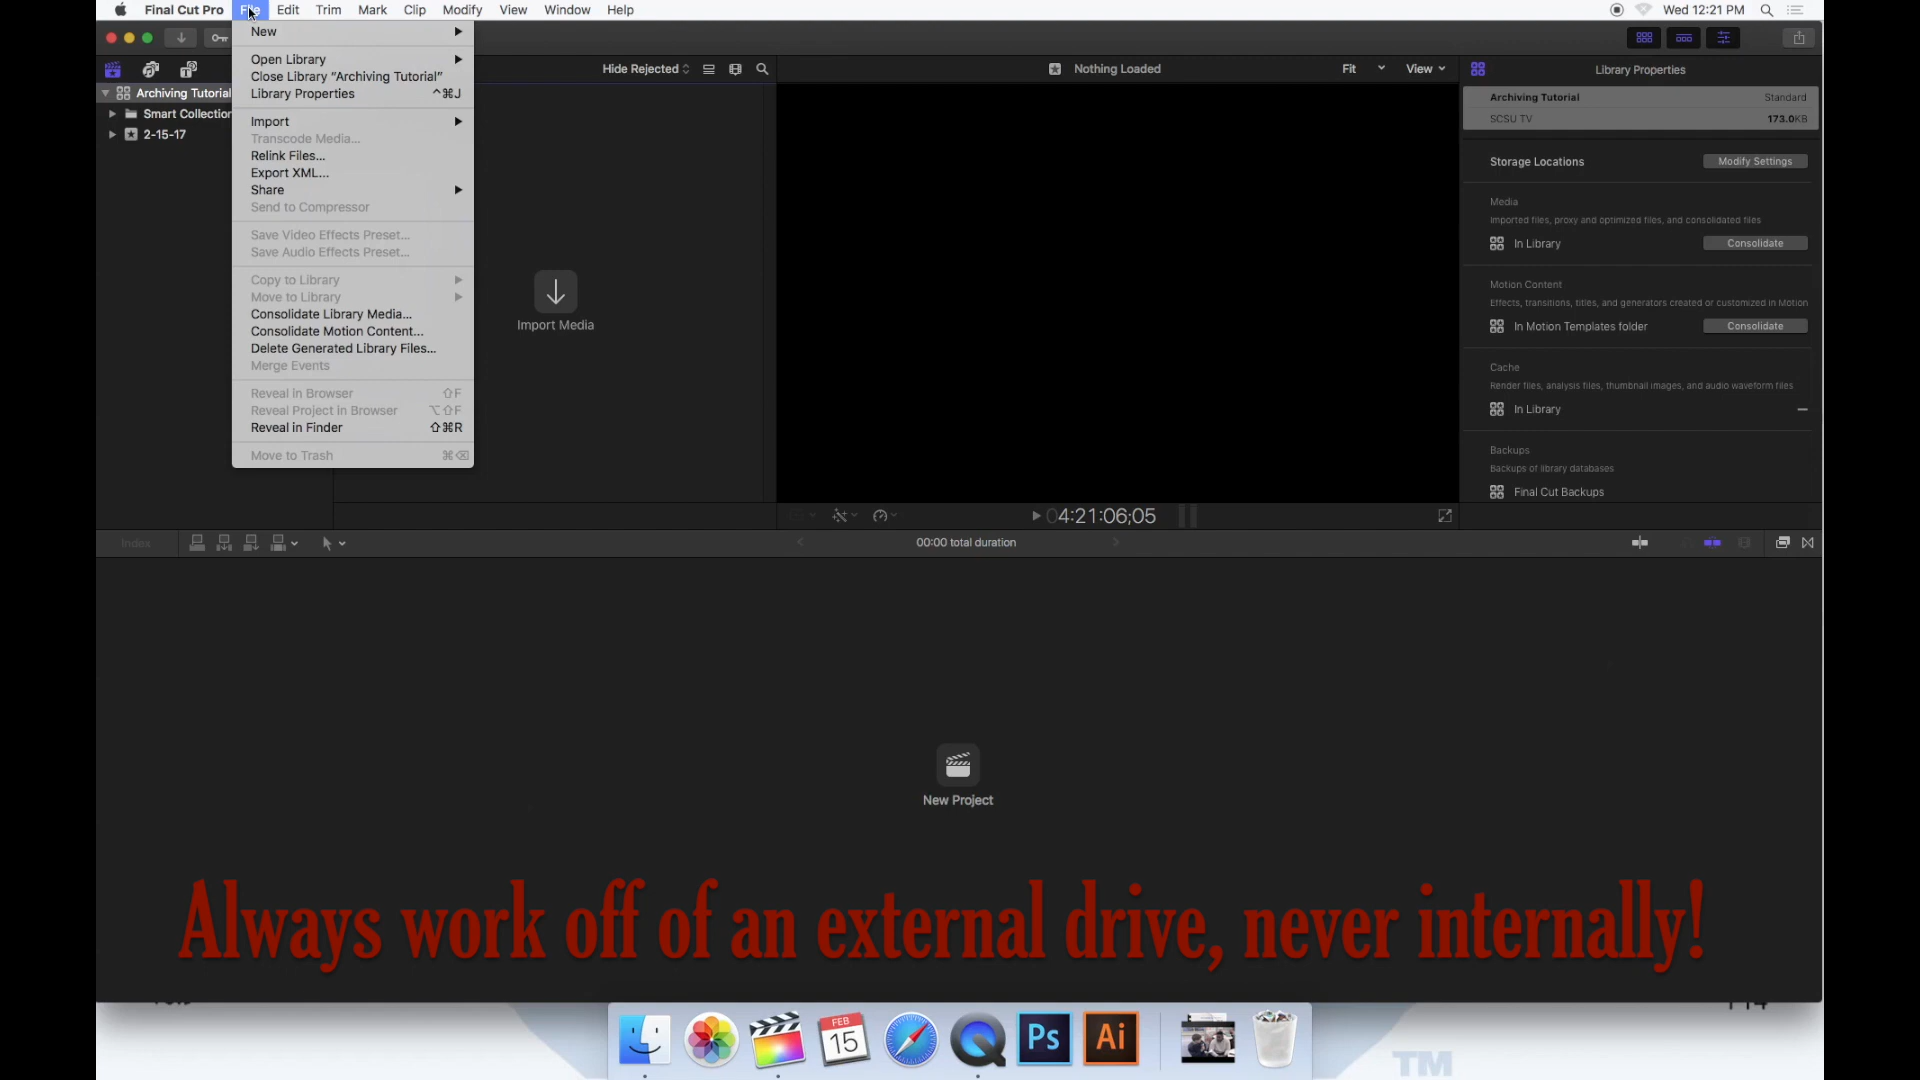 Final Cut Pro File Edit Trim Mark Clip Modify View Window Help Wed 12:21 PM
New
Open Library
Close Library “Archiving Tutorial”
Library Properties ⌃⌘J
Import
Transcode Media...
Relink Files...
Export XML...
Share
Send to Compressor
Save Video Effects Preset...
Save Audio Effects Preset...
Copy to Library
Move to Library
Consolidate Library Media...
Consolidate Motion Content...
Delete Generated Library Files...
Merge Events
Reveal in Browser ⇧F
Reveal Project in Browser ⌥⇧F
Reveal in Finder ⇧⌘R
Move to Trash ⌘⌫
Archiving Tutorial
Smart Collection
2-15-17
Hide Rejected
Import Media
Nothing Loaded
Fit
View
04:21:06;05
Library Properties
Archiving Tutorial Standard
SCSU TV 173.0KB
Storage Locations Modify Settings
Media
Imported files, proxy and optimized files, and consolidated files
In Library Consolidate
Motion Content
Effects, transitions, titles, and generators created or customized in Motion
In Motion Templates folder Consolidate
Cache
Render files, analysis files, thumbnail images, and audio waveform files
In Library
Backups
Backups of library databases
Final Cut Backups
Index
00:00 total duration
New Project
Always work off of an external drive, never internally!
FEB
15
Ps
Ai
TM